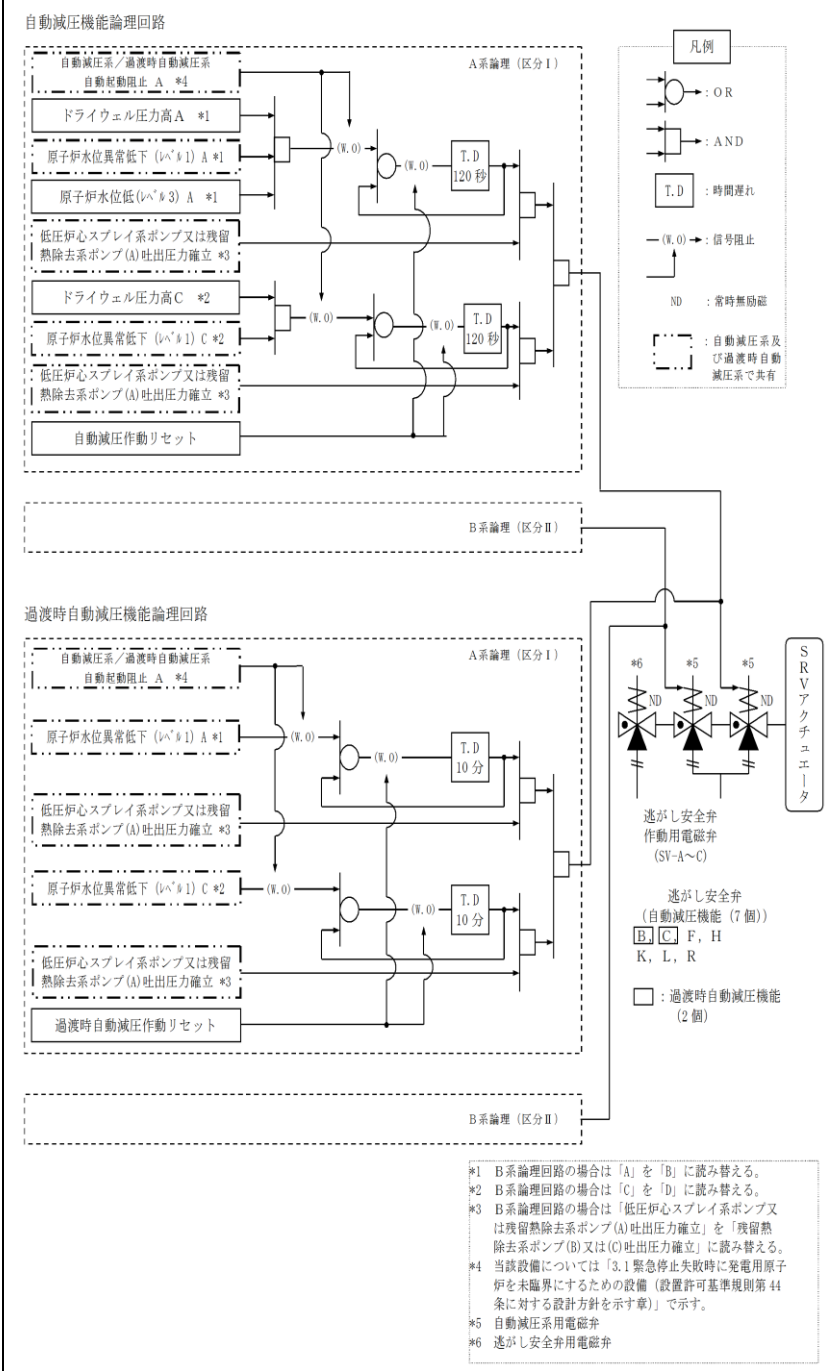 自動減圧機能論理回路
A系論理（区分Ⅰ）
自動減圧系／過渡時自動減圧系
自動起動阻止 A *4
ドライウェル圧力高A *1
原子炉水位異常低下（ﾚﾍﾞﾙ1）A *1
原子炉水位低(ﾚﾍﾞﾙ3) A *1
低圧炉心スプレイ系ポンプ又は残留
熱除去系ポンプ(A)吐出圧力確立 *3
ドライウェル圧力高C *2
原子炉水位異常低下（ﾚﾍﾞﾙ1）C *2
低圧炉心スプレイ系ポンプ又は残留
熱除去系ポンプ(A)吐出圧力確立 *3
自動減圧作動リセット
(W.O)
(W.O)
T.D
120秒
(W.O)
(W.O)
T.D
120秒
凡例
：OR
：AND
T.D ：時間遅れ
(W.O) ：信号阻止
ND ：常時無励磁
：自動減圧系及
び過渡時自動
減圧系で共有
B系論理（区分Ⅱ）
過渡時自動減圧機能論理回路
A系論理（区分Ⅰ）
自動減圧系／過渡時自動減圧系
自動起動阻止 A *4
原子炉水位異常低下（ﾚﾍﾞﾙ1）A *1
低圧炉心スプレイ系ポンプ又は残留
熱除去系ポンプ(A)吐出圧力確立 *3
原子炉水位異常低下（ﾚﾍﾞﾙ1）C *2
低圧炉心スプレイ系ポンプ又は残留
熱除去系ポンプ(A)吐出圧力確立 *3
過渡時自動減圧作動リセット
(W.O)
(W.O)
T.D
10分
(W.O)
(W.O)
T.D
10分
B系論理（区分Ⅱ）
*6
*5
*5
ND
ND
ND
SRVアクチュエータ
逃がし安全弁
作動用電磁弁
(SV-A～C)
逃がし安全弁
(自動減圧機能（7個）)
B, C, F, H
K, L, R
：過渡時自動減圧機能
(2個)
*1 B系論理回路の場合は「A」を「B」に読み替える。
*2 B系論理回路の場合は「C」を「D」に読み替える。
*3 B系論理回路の場合は「低圧炉心スプレイ系ポンプ又
は残留熱除去系ポンプ(A)吐出圧力確立」を「残留熱
除去系ポンプ(B)又は(C)吐出圧力確立」に読み替える。
*4 当該設備については「3.1緊急停止失敗時に発電用原子
炉を未臨界にするための設備（設置許可基準規則第44
条に対する設計方針を示す章）」で示す。
*5 自動減圧系用電磁弁
*6 逃がし安全弁用電磁弁